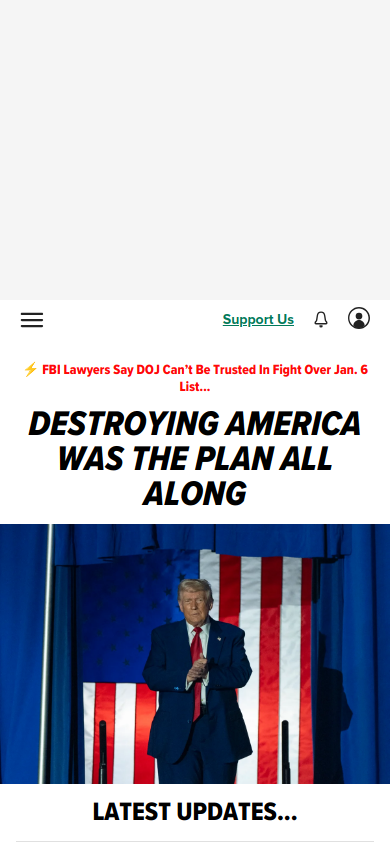 Support Us
⚡ FBI Lawyers Say DOJ Can’t Be Trusted In Fight Over Jan. 6
List...
DESTROYING AMERICA
WAS THE PLAN ALL
ALONG
LATEST UPDATES...